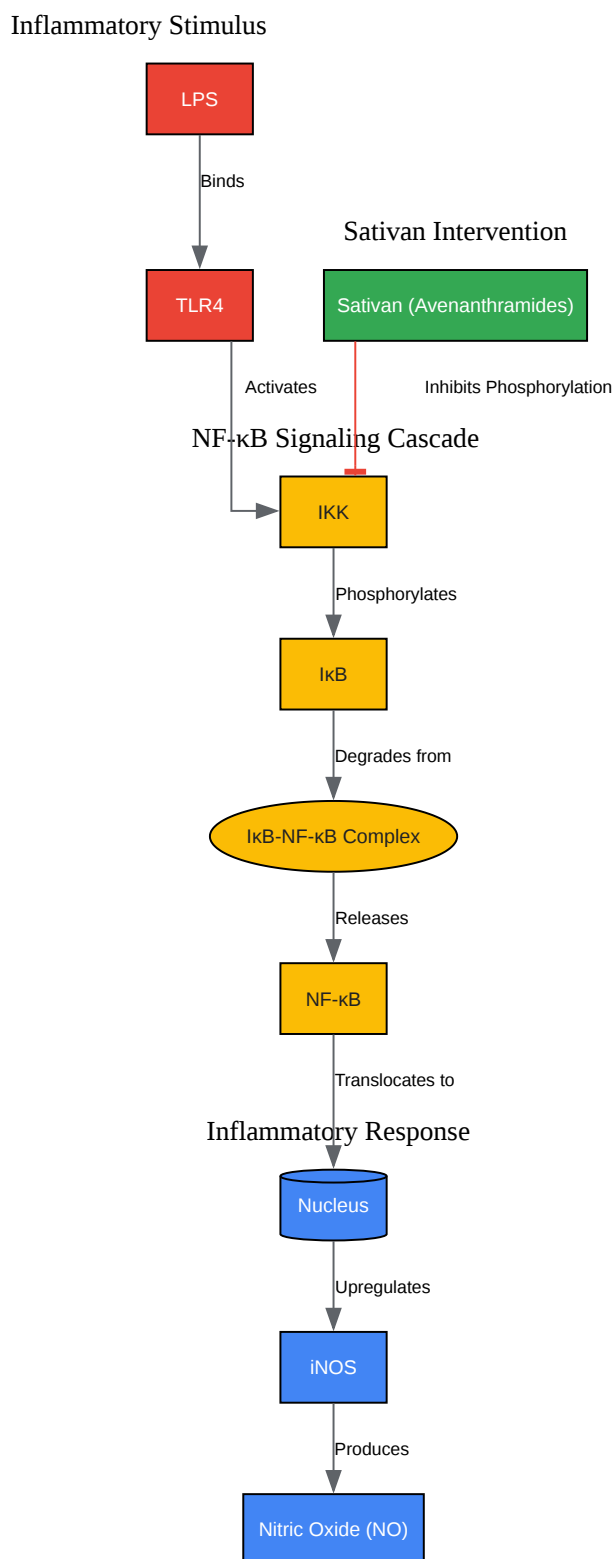 Inflammatory Stimulus
LPS
Binds
Sativan Intervention
TLR4
Sativan (Avenanthramides)
Activates
Inhibits Phosphorylation
NF-κB Signaling Cascade
IKK
Phosphorylates
IκB
Degrades from
IκB-NF-κB Complex
Releases
NF-κB
Translocates to
Inflammatory Response
Nucleus
Upregulates
iNOS
Produces
Nitric Oxide (NO)